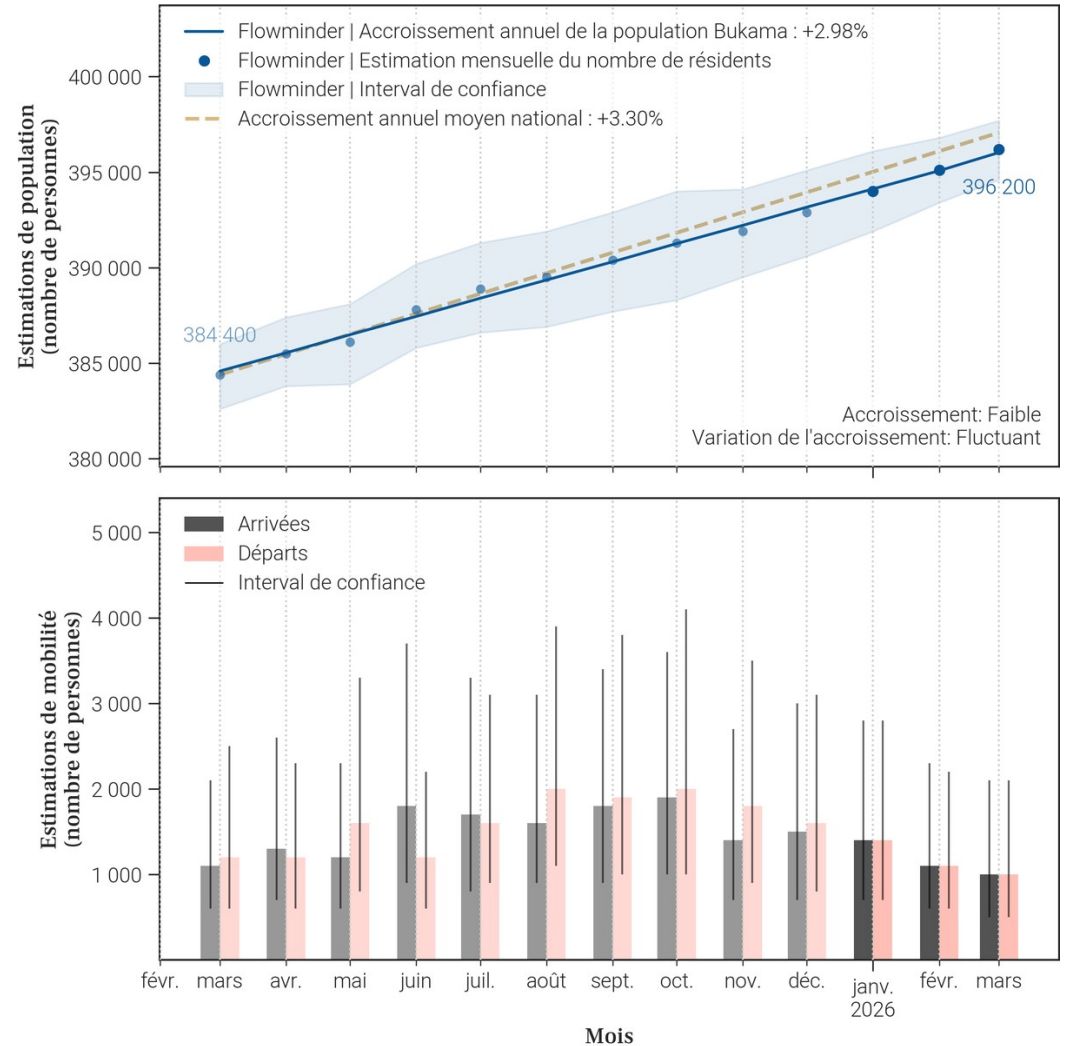 Flowminder | Accroissement annuel de la population Bukama : +2.98%
Flowminder | Estimation mensuelle du nombre de résidents
Flowminder | Interval de confiance
Accroissement annuel moyen national : +3.30%
Estimations de population
(nombre de personnes)
400 000
395 000
390 000
385 000
380 000
384 400
396 200
Accroissement: Faible
Variation de l'accroissement: Fluctuant
Arrivées
Départs
Interval de confiance
Estimations de mobilité
(nombre de personnes)
5 000
4 000
3 000
2 000
1 000
févr. mars avr. mai juin juil. août sept. oct. nov. déc. janv. févr. mars
2026
Mois